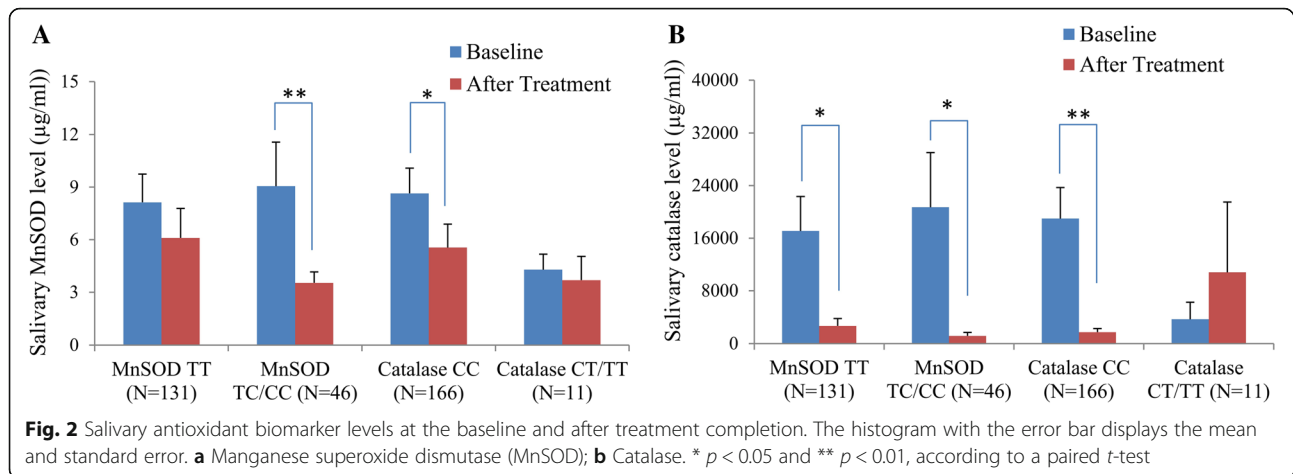 A
Baseline
After Treatment
Salivary MnSOD level (µg/ml))
15
12
9
6
3
0
**
*
MnSOD TT
(N=131)
MnSOD
TC/CC (N=46)
Catalase CC
(N=166)
Catalase CT/TT
(N=11)
B
Baseline
After Treatment
Salivary catalase level (µg/ml))
40000
32000
24000
16000
8000
0
*
*
**
MnSOD TT
(N=131)
MnSOD
TC/CC (N=46)
Catalase CC
(N=166)
Catalase
CT/TT (N=11)
Fig. 2 Salivary antioxidant biomarker levels at the baseline and after treatment completion. The histogram with the error bar displays the mean
and standard error. a Manganese superoxide dismutase (MnSOD); b Catalase. * p < 0.05 and ** p < 0.01, according to a paired t-test